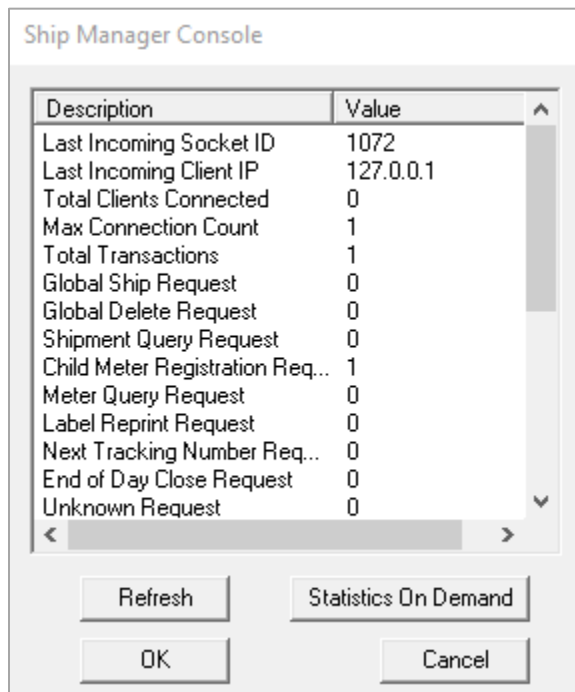 Ship Manager Console
Description Value
Last Incoming Socket ID 1072
Last Incoming Client IP 127.0.0.1
Total Clients Connected 0
Max Connection Count 1
Total Transactions 1
Global Ship Request 0
Global Delete Request 0
Shipment Query Request 0
Child Meter Registration Req... 1
Meter Query Request 0
Label Reprint Request 0
Next Tracking Number Req... 0
End of Day Close Request 0
Unknown Request 0
Refresh Statistics On Demand
OK Cancel